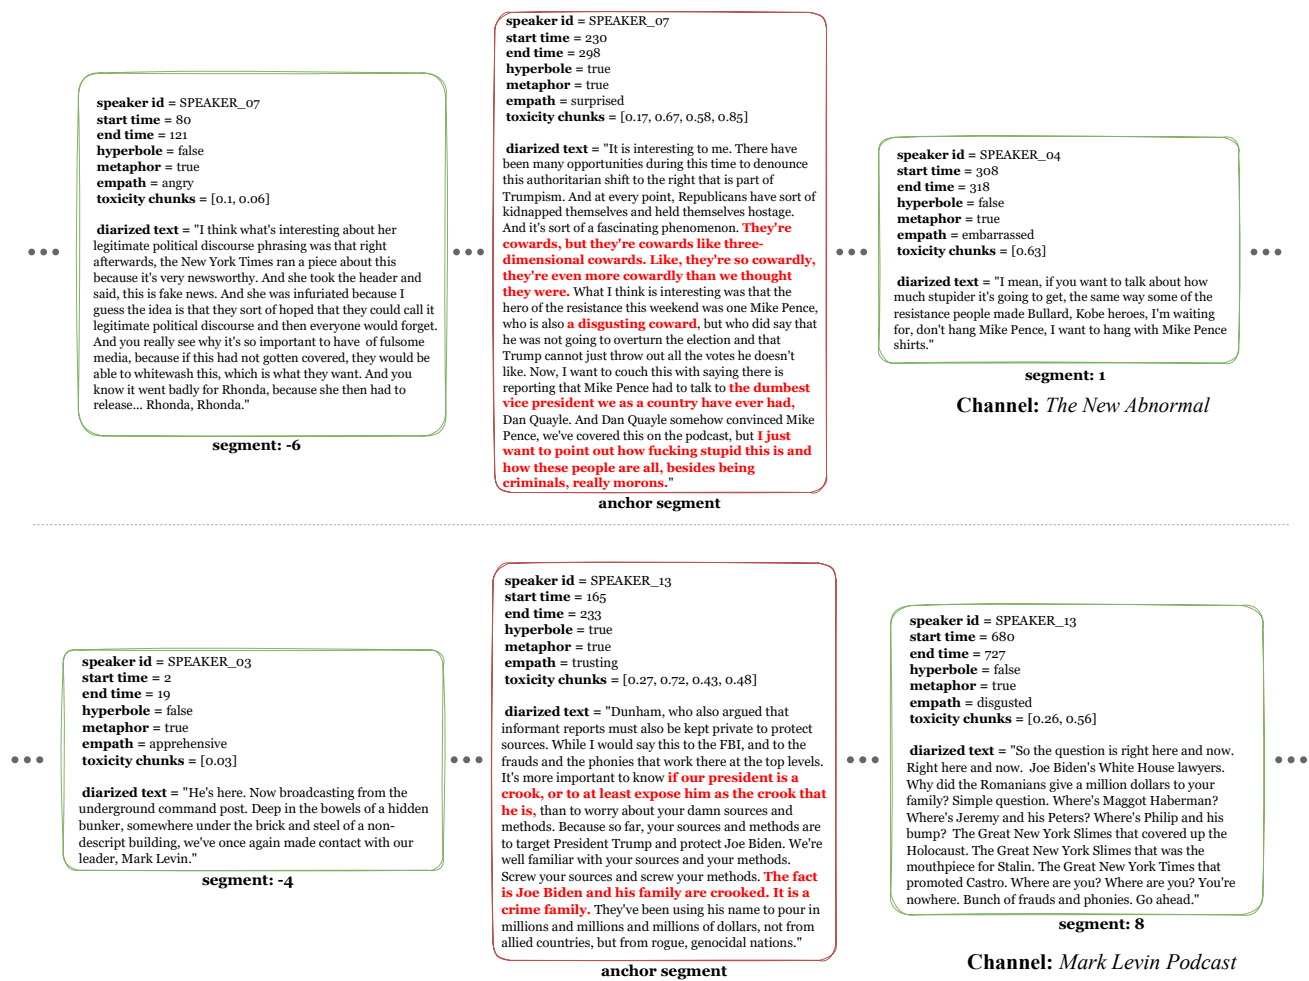 speaker id = SPEAKER_07
start time = 80
end time = 121
hyperbole = false
metaphor = true
empath = angry
toxicity chunks = [0.1, 0.06]
diarized text = "I think what's interesting about her
legitimate political discourse phrasing was that right
afterwards, the New York Times ran a piece about this
because it's very newsworthy. And she took the header and
said, this is fake news. And she was infuriated because I
guess the idea is that they sort of hoped that they could call it
legitimate political discourse and then everyone would forget.
And you really see why it's so important to have of fulsome
media, because if this had not gotten covered, they would be
able to whitewash this, which is what they want. And you
know it went badly for Rhonda, because she then had to
release... Rhonda, Rhonda."
segment: -6
speaker id = SPEAKER_07
start time = 230
end time = 298
hyperbole = true
metaphor = true
empath = surprised
toxicity chunks = [0.17, 0.67, 0.58, 0.85]
diarized text = "It is interesting to me. There have
been many opportunities during this time to denounce
this authoritarian shift to the right that is part of
Trumpism. And at every point, Republicans have sort of
kidnapped themselves and held themselves hostage.
And it's sort of a fascinating phenomenon. They're
cowards, but they're cowards like three-
dimensional cowards. Like, they're so cowardly,
they're even more cowardly than we thought
they were. What I think is interesting was that the
hero of the resistance this weekend was one Mike Pence,
who is also a disgusting coward, but who did say that
he was not going to overturn the election and that
Trump cannot just throw out all the votes he doesn't
like. Now, I want to couch this with saying there is
reporting that Mike Pence had to talk to the dumbest
vice president we as a country have ever had,
Dan Quayle. And Dan Quayle somehow convinced Mike
Pence, we've covered this on the podcast, but I just
want to point out how fucking stupid this is and
how these people are all, besides being
criminals, really morons."
anchor segment
speaker id = SPEAKER_04
start time = 308
end time = 318
hyperbole = false
metaphor = true
empath = embarrassed
toxicity chunks = [0.63]
diarized text = "I mean, if you want to talk about how
much stupider it's going to get, the same way some of the
resistance people made Bullard, Kobe heroes, I'm waiting
for, don't hang Mike Pence, I want to hang with Mike Pence
shirts."
segment: 1
Channel: The New Abnormal
speaker id = SPEAKER_03
start time = 2
end time = 19
hyperbole = false
metaphor = true
empath = apprehensive
toxicity chunks = [0.03]
diarized text = "He's here. Now broadcasting from the
underground command post. Deep in the bowels of a hidden
bunker, somewhere under the brick and steel of a non-
descript building, we've once again made contact with our
leader, Mark Levin."
segment: -4
speaker id = SPEAKER_13
start time = 165
end time = 233
hyperbole = true
metaphor = true
empath = trusting
toxicity chunks = [0.27, 0.72, 0.43, 0.48]
diarized text = "Dunham, who also argued that
informant reports must also be kept private to protect
sources. While I would say this to the FBI, and to the
frauds and the phonies that work there at the top levels.
It's more important to know if our president is a
crook, or to at least expose him as the crook that
he is, than to worry about your damn sources and
methods. Because so far, your sources and methods are
to target President Trump and protect Joe Biden. We're
well familiar with your sources and your methods.
Screw your sources and screw your methods. The fact
is Joe Biden and his family are crooked. It is a
crime family. They've been using his name to pour in
millions and millions and millions of dollars, not from
allied countries, but from rogue, genocidal nations."
anchor segment
speaker id = SPEAKER_13
start time = 680
end time = 727
hyperbole = false
metaphor = true
empath = disgusted
toxicity chunks = [0.26, 0.56]
diarized text = "So the question is right here and now.
Right here and now. Joe Biden's White House lawyers.
Why did the Romanians give a million dollars to your
family? Simple question. Where's Maggot Haberman?
Where's Jeremy and his Peters? Where's Philip and his
bump? The Great New York Slimes that covered up the
Holocaust. The Great New York Slimes that was the
mouthpiece for Stalin. The Great New York Times that
promoted Castro. Where are you? Where are you? You're
nowhere. Bunch of frauds and phonies. Go ahead."
segment: 8
Channel: Mark Levin Podcast